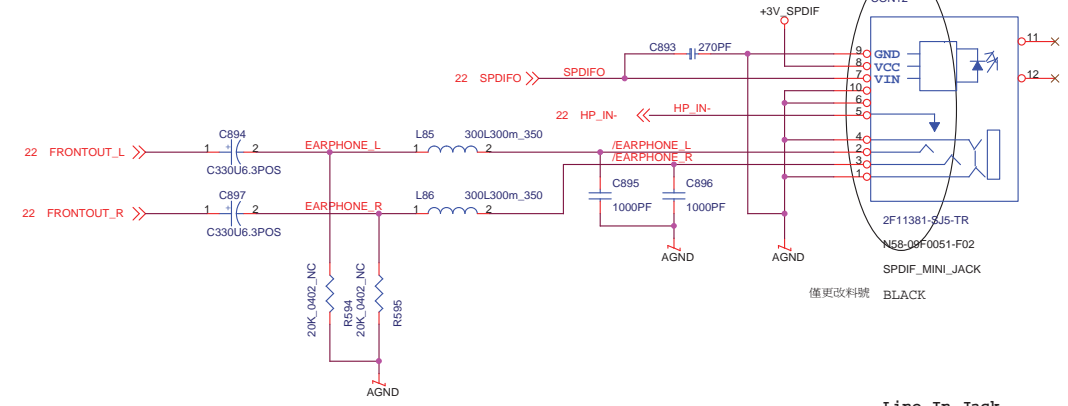 +3V_SPDIF
C893 270PF
11
9 GND
8 VCC
22 SPDIFO SPDIFO 7 VIN
12
10
6
22 HP_IN- HP_IN- 5
C894 L85 300L300m_350
4
22 FRONTOUT_L 1 + 2 EARPHONE_L 1 2 /EARPHONE_L 2
/EARPHONE_R 3
C330U6.3POS
1
C897 L86 300L300m_350 C895 C896
22 FRONTOUT_R 1 + 2 EARPHONE_R 1 2 1000PF 1000PF
C330U6.3POS
2F11381-SJ5-TR
AGND AGND N58-09F0051-F02
SPDIF_MINI_JACK
僅更改料號 BLACK
20K_0402_NC R594 20K_0402_NC R595
AGND